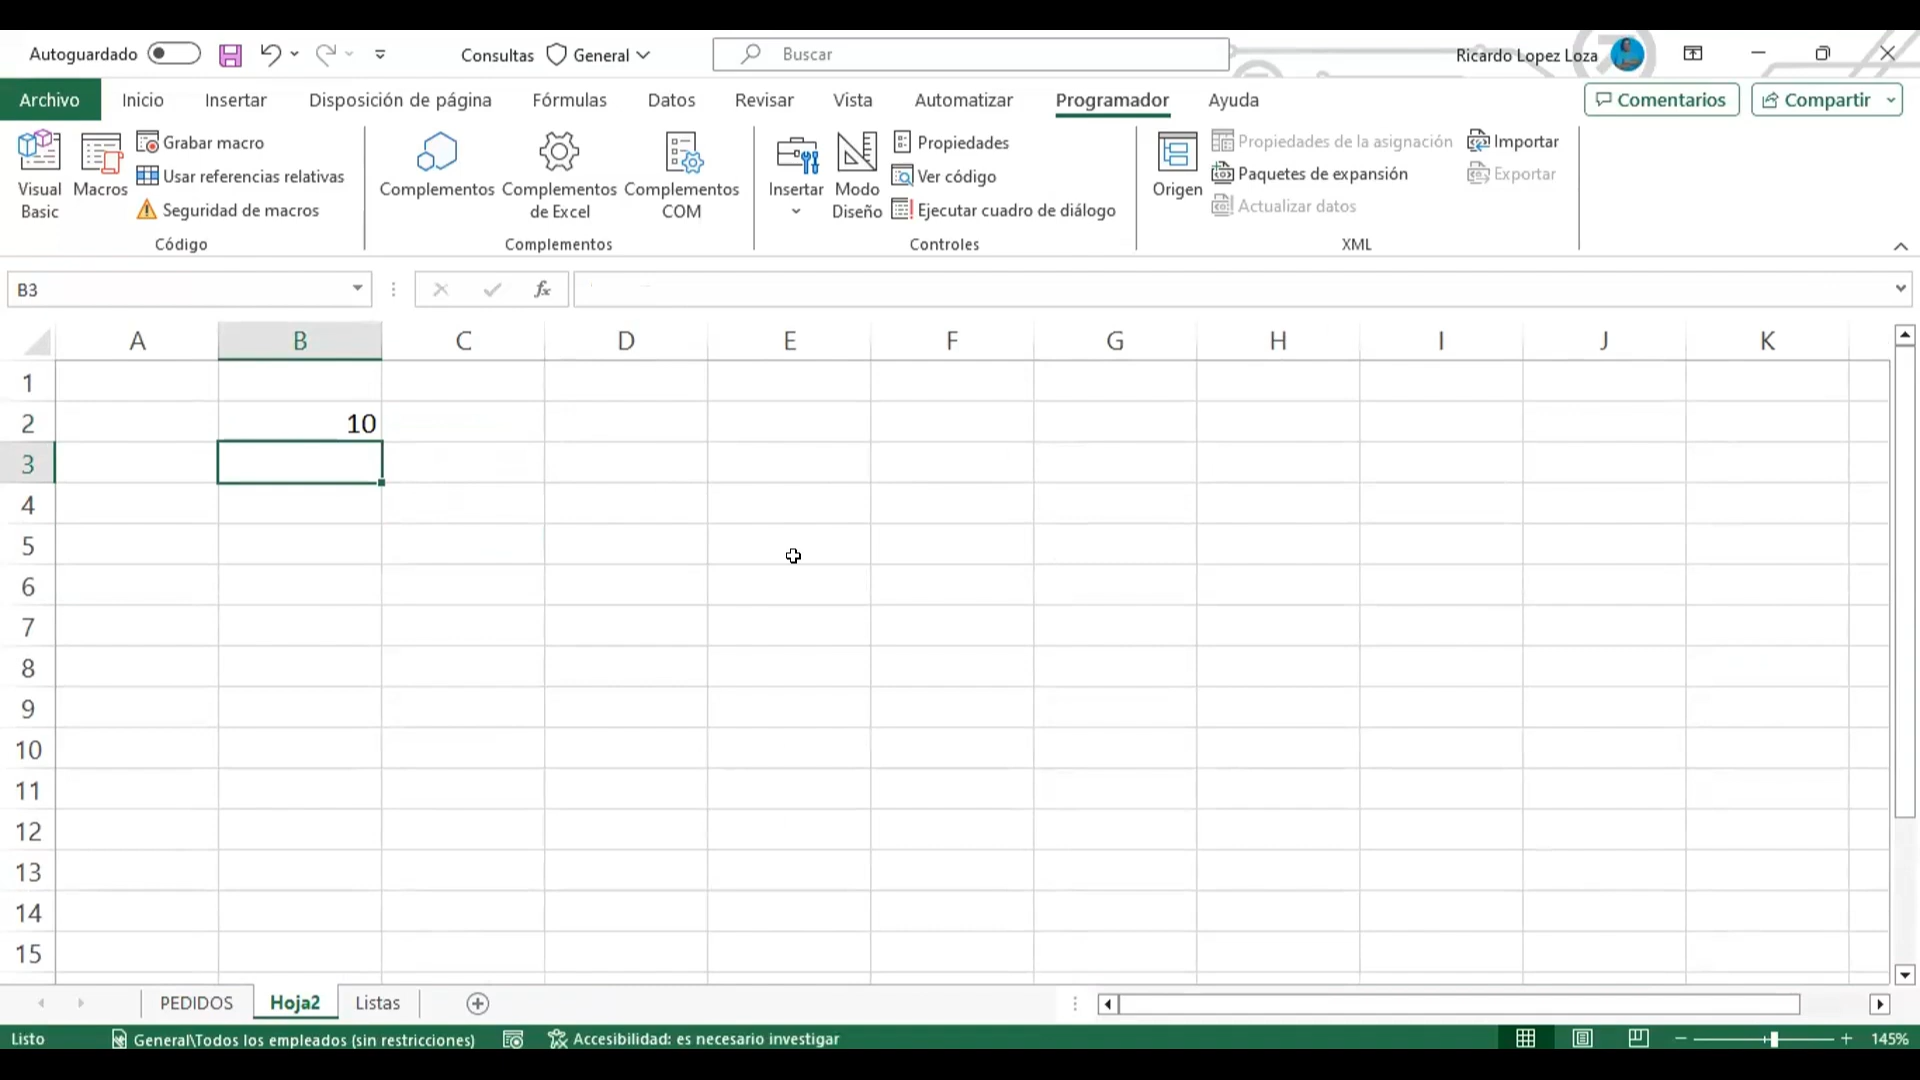 Autoguardado Consultas General Buscar Ricardo Lopez Loza
Archivo Inicio Insertar Disposición de página Fórmulas Datos Revisar Vista Automatizar Programador Ayuda Comentarios Compartir
Visual Basic
Macros
Grabar macro
Usar referencias relativas
Seguridad de macros
Código
Complementos
Complementos de Excel
Complementos COM
Complementos
Insertar
Modo Diseño
Propiedades
Ver código
Ejecutar cuadro de diálogo
Controles
Origen
Propiedades de la asignación
Paquetes de expansión
Actualizar datos
Importar
Exportar
XML
B3 fx
A B C D E F G H I J K
1
2 10
3
4
5
6
7
8
9
10
11
12
13
14
15
PEDIDOS Hoja2 Listas
Listo General\Todos los empleados (sin restricciones) Accesibilidad: es necesario investigar 145%